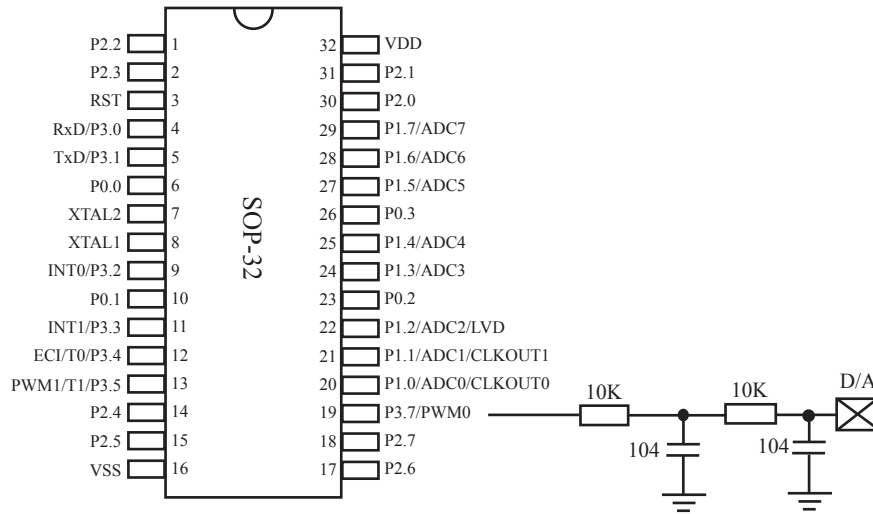 P2.2 1 32 VDD
P2.3 2 31 P2.1
RST 3 30 P2.0
RxD/P3.0 4 29 P1.7/ADC7
TxD/P3.1 5 28 P1.6/ADC6
P0.0 6 27 P1.5/ADC5
XTAL2 7 26 P0.3
XTAL1 8 25 P1.4/ADC4
INT0/P3.2 9 24 P1.3/ADC3
P0.1 10 23 P0.2
INT1/P3.3 11 22 P1.2/ADC2/LVD
ECI/T0/P3.4 12 21 P1.1/ADC1/CLKOUT1
PWM1/T1/P3.5 13 20 P1.0/ADC0/CLKOUT0
P2.4 14 19 P3.7/PWM0
P2.5 15 18 P2.7
VSS 16 17 P2.6
SOP-32
10K 10K D/A
104 104